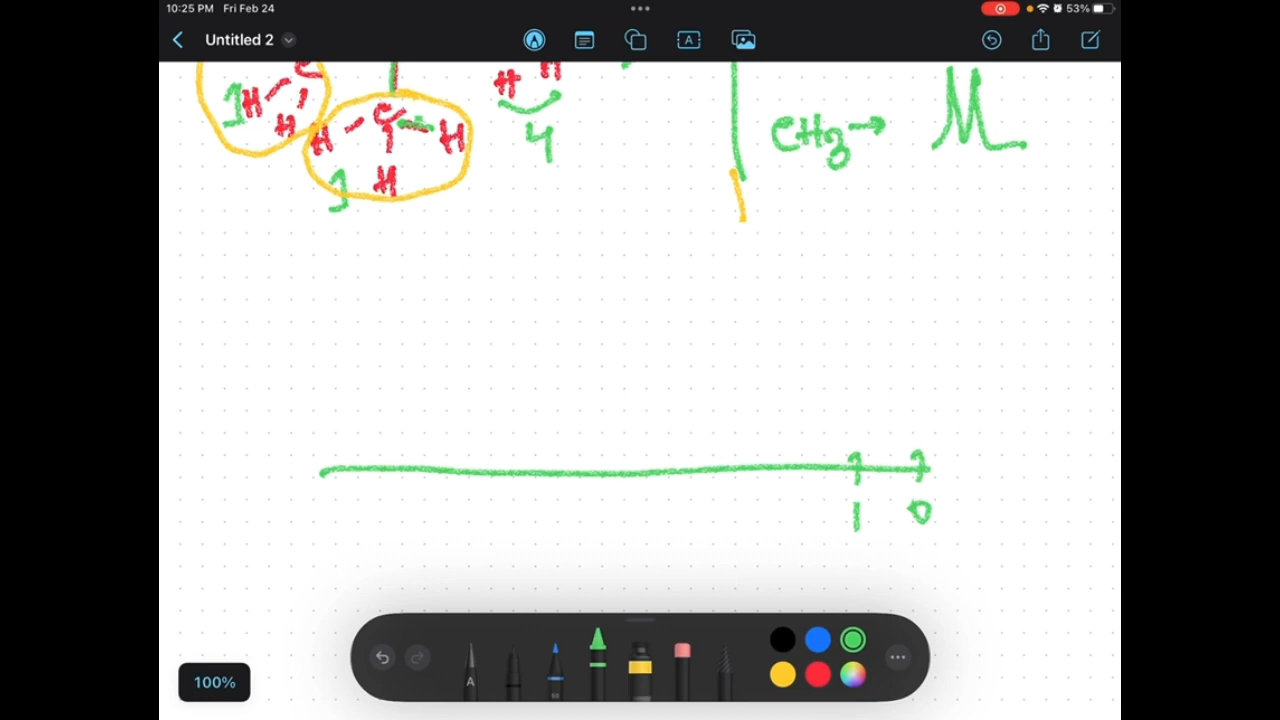 10:25 PM Fri Feb 24
53%
Untitled 2
A
C
H H H
H
H C H CH3→
4
H
1 0
A
100%